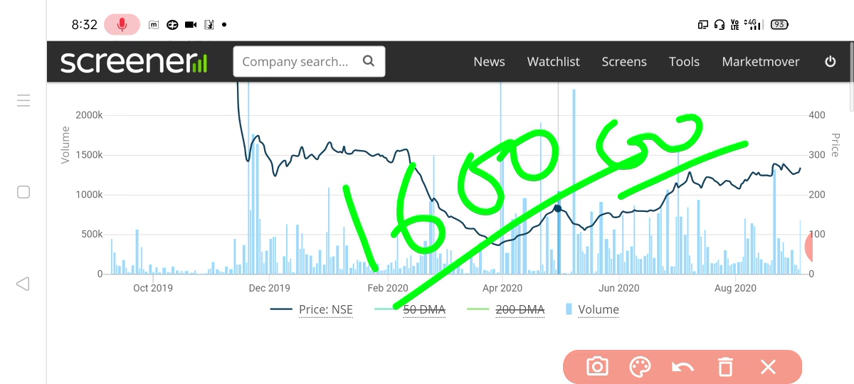 8:32 4G 93
screener Company search... News Watchlist Screens Tools Marketmover
2000k 400
1500k 300
1000k 200
500k 100
0 0
Volume
Price
Oct 2019 Dec 2019 Feb 2020 Apr 2020 Jun 2020 Aug 2020
Price: NSE 50 DMA 200 DMA Volume